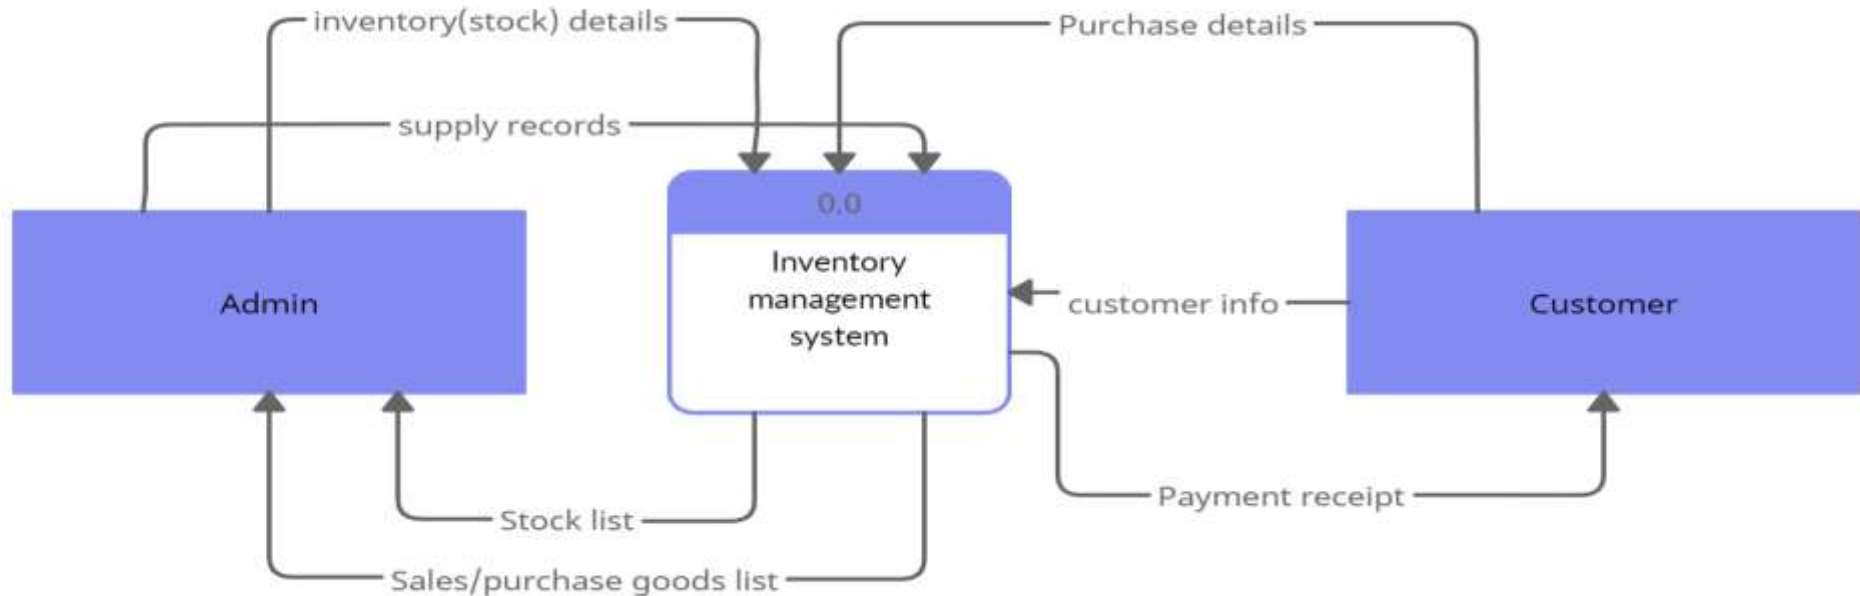 inventory(stock) details
Purchase details
supply records
0.0
Inventory
management
system
Admin
customer info
Customer
Payment receipt
Stock list
Sales/purchase goods list